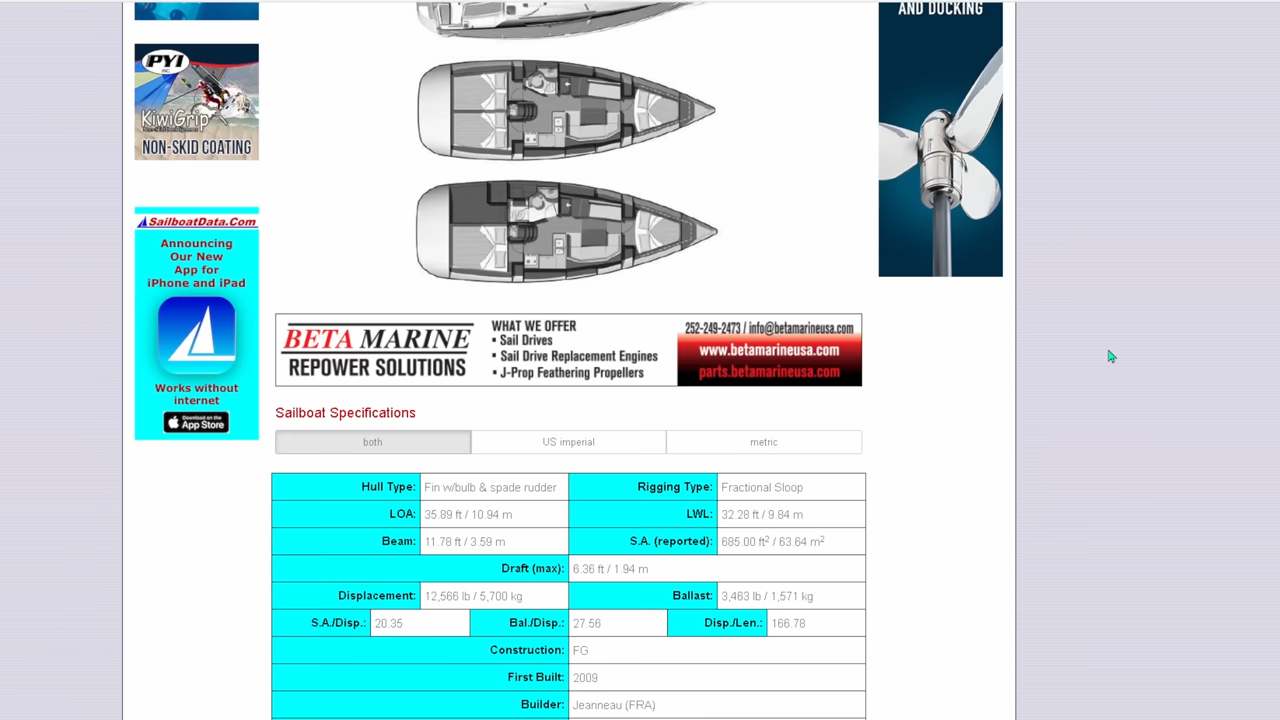 AND DOCKING
PYI
INC.
KiwiGrip
NON-SKID COATING
SailboatData.Com
Announcing
Our New
App for
iPhone and iPad
Works without
internet
Download on the
App Store
BETA MARINE
REPOWER SOLUTIONS
WHAT WE OFFER
• Sail Drives
• Sail Drive Replacement Engines
• J-Prop Feathering Propellers
252-249-2473 / info@betamarineusa.com
www.betamarineusa.com
parts.betamarineusa.com
Sailboat Specifications
both US imperial metric
Hull Type: Fin w/bulb & spade rudder Rigging Type: Fractional Sloop
LOA: 35.89 ft / 10.94 m LWL: 32.28 ft / 9.84 m
Beam: 11.78 ft / 3.59 m S.A. (reported): 685.00 ft² / 63.64 m²
Draft (max): 6.36 ft / 1.94 m
Displacement: 12,566 lb / 5,700 kg Ballast: 3,463 lb / 1,571 kg
S.A./Disp.: 20.35 Bal./Disp.: 27.56 Disp./Len.: 166.78
Construction: FG
First Built: 2009
Builder: Jeanneau (FRA)